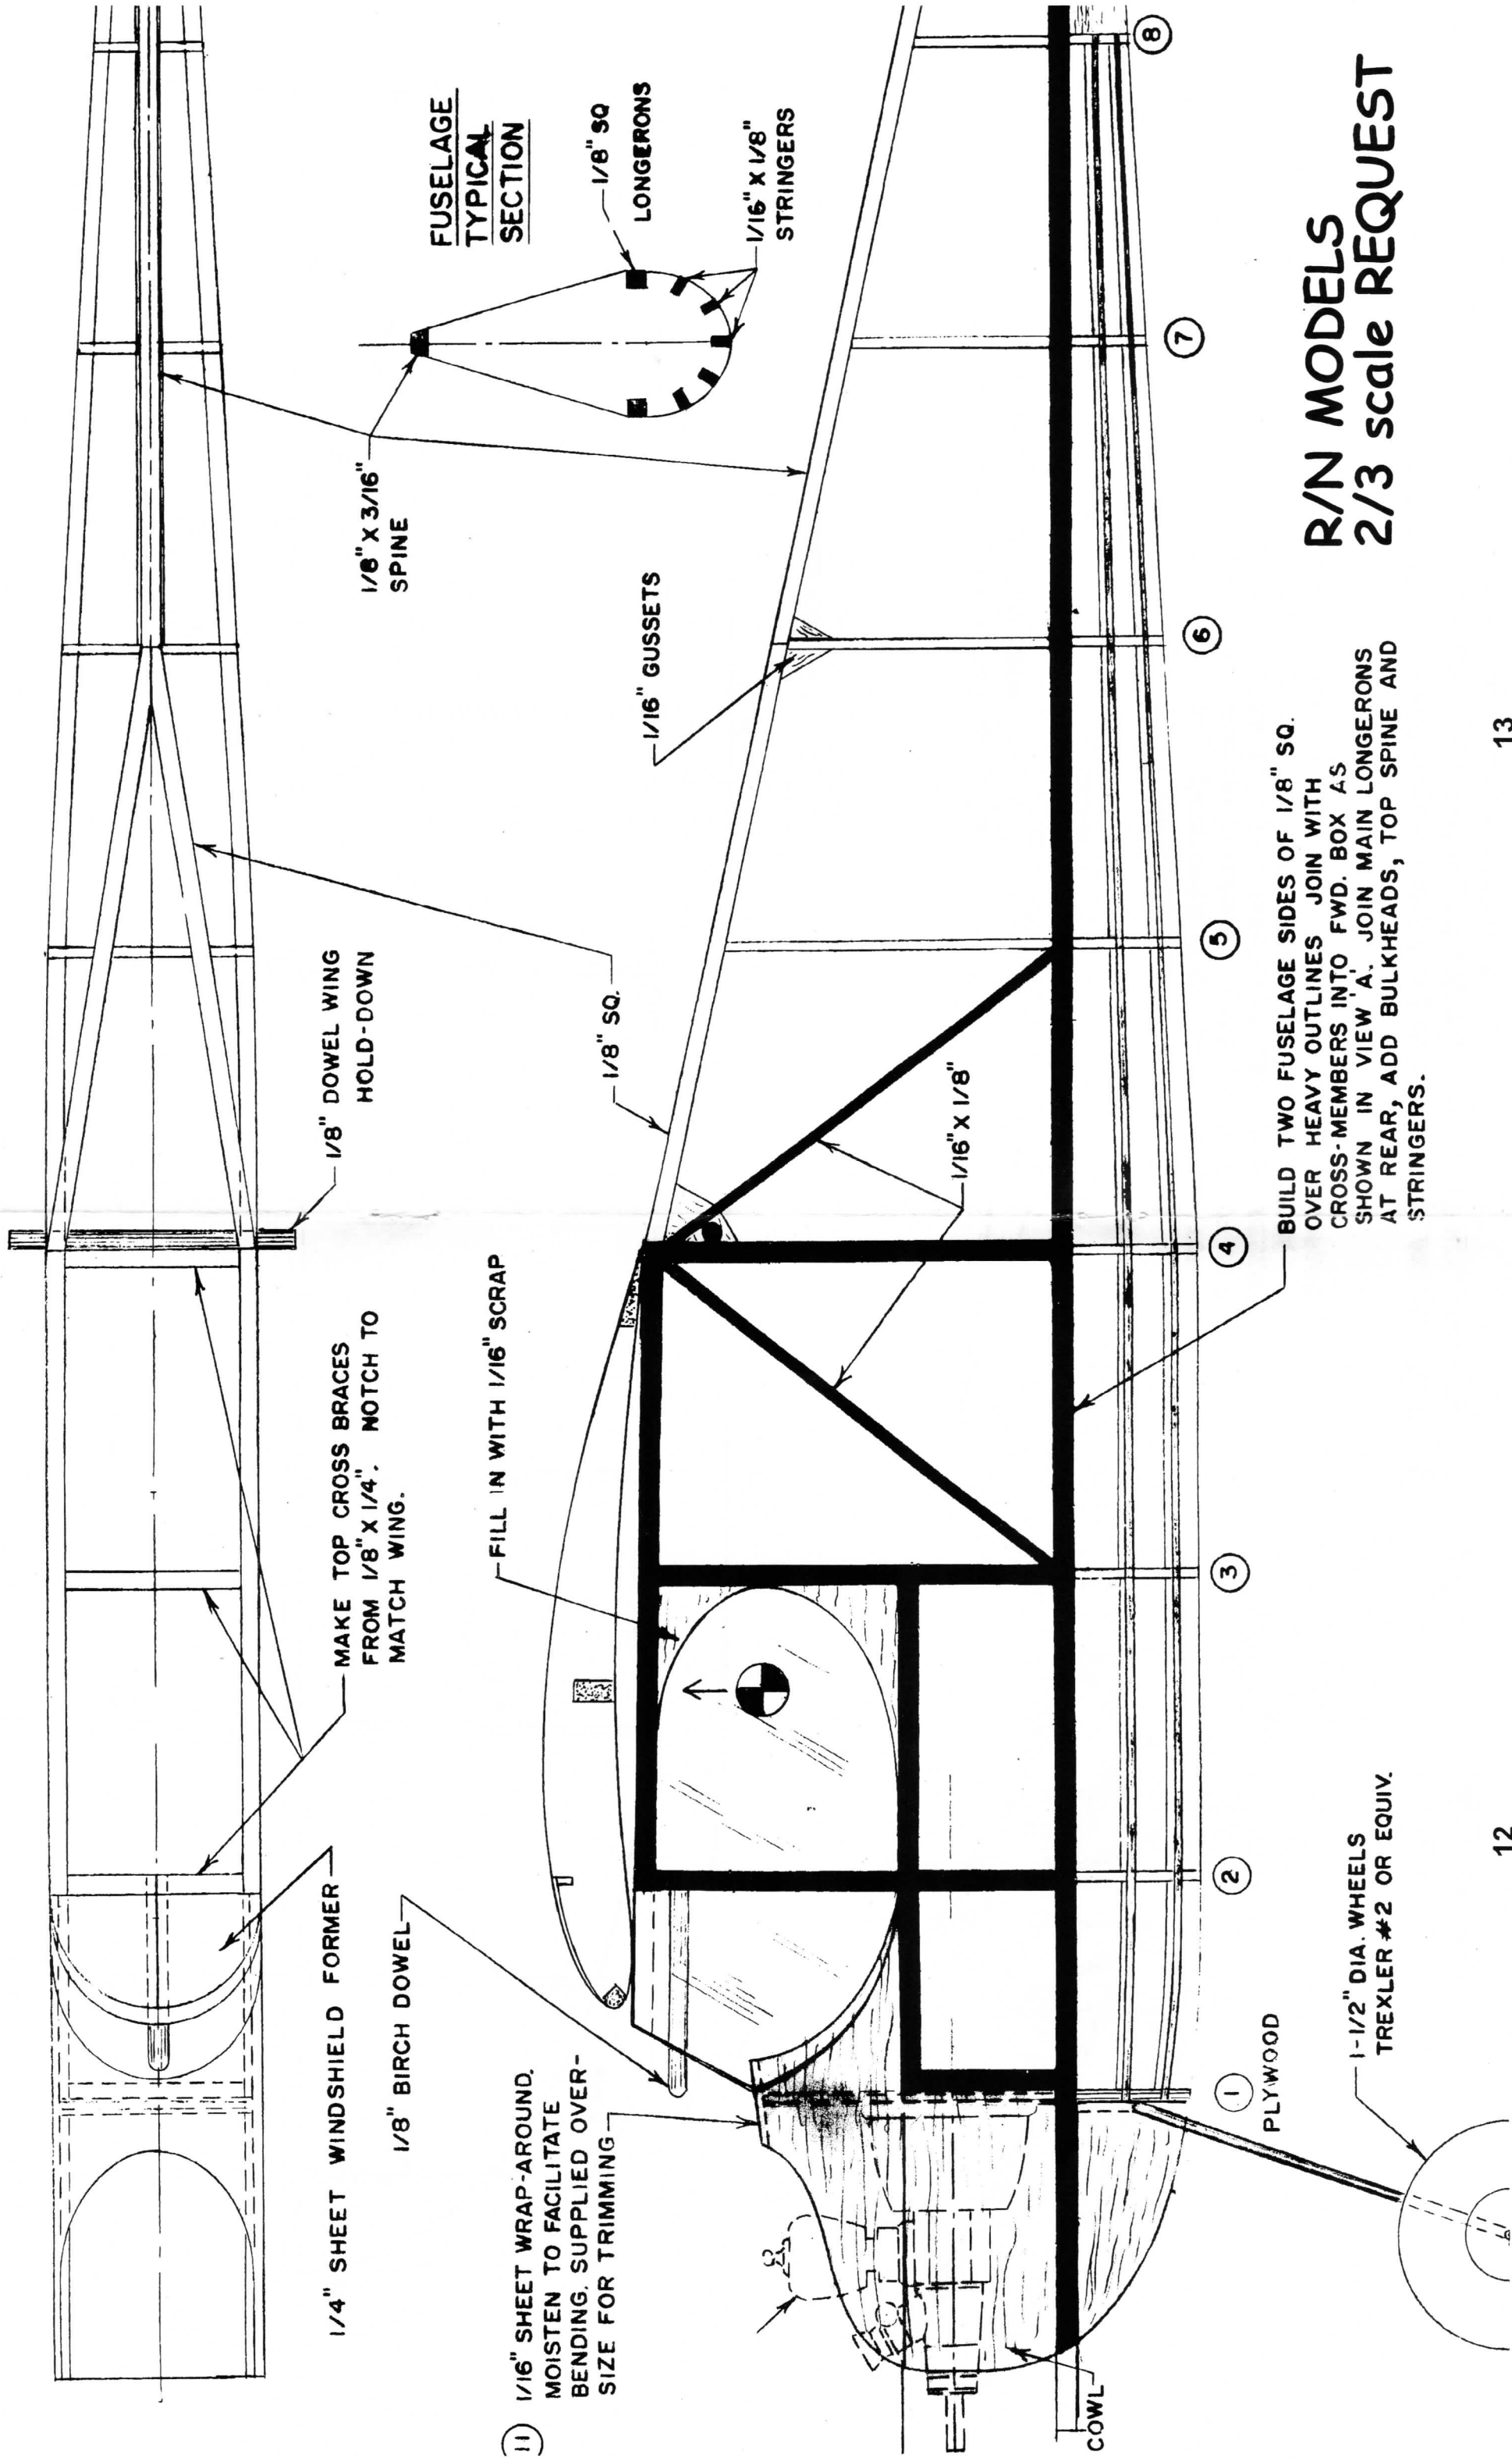 1/4" SHEET WINDSHIELD FORMER
MAKE TOP CROSS BRACES
FROM 1/8" X 1/4". NOTCH TO
MATCH WING.
1/8" DOWEL WING
HOLD-DOWN
1/8" X 3/16"
SPINE
FUSELAGE
TYPICAL
SECTION
1/8" SQ
LONGERONS
1/16" X 1/8"
STRINGERS
1/8" BIRCH DOWEL
11
1/16" SHEET WRAP-AROUND.
MOISTEN TO FACILITATE
BENDING. SUPPLIED OVER-
SIZE FOR TRIMMING
FILL IN WITH 1/16" SCRAP
1/8" SQ.
1/16" GUSSETS
1/16" X 1/8"
COWL
1
PLYWOOD
2
3
4
5
6
7
8
1-1/2" DIA. WHEELS
TREXLER #2 OR EQUIV.
BUILD TWO FUSELAGE SIDES OF 1/8" SQ.
OVER HEAVY OUTLINES JOIN WITH
CROSS-MEMBERS INTO FWD. BOX AS
SHOWN IN VIEW 'A'. JOIN MAIN LONGERONS
AT REAR, ADD BULKHEADS, TOP SPINE AND
STRINGERS.
R/N MODELS
2/3 scale REQUEST
12
13